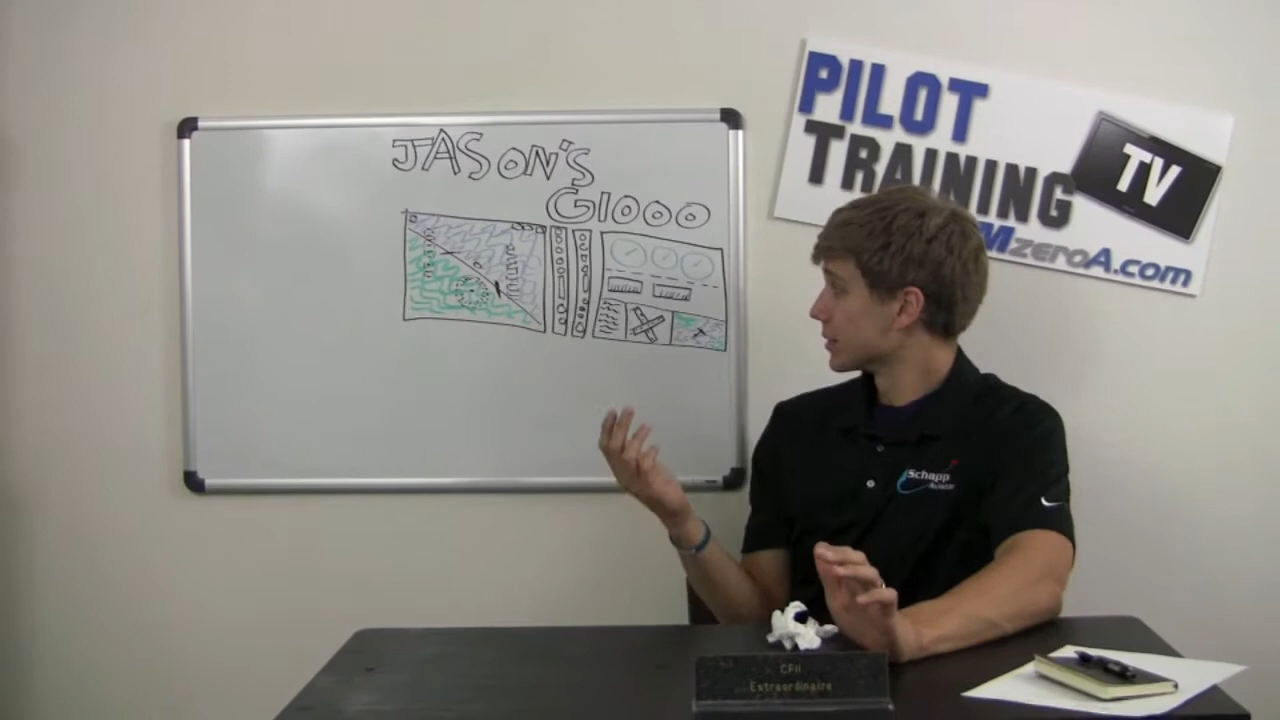 JASON'S
G1000
PILOT
TRAINING
TV
MzeroA.com
Schapp
CFII
Extraordinaire